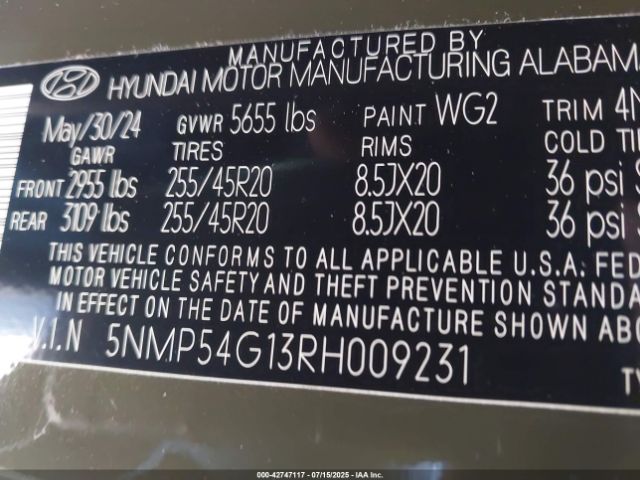 MANUFACTURED BY
HYUNDAI MOTOR MANUFACTURING ALABAMA
May/30/24 GVWR 5655 lbs PAINT WG2 TRIM 4N
GAWR TIRES RIMS COLD TI
FRONT 2955 lbs 255/45R20 8.5JX20 36 psi
REAR 3109 lbs 255/45R20 8.5JX20 36 psi
THIS VEHICLE CONFORMS TO ALL APPLICABLE U.S.A. FED
MOTOR VEHICLE SAFETY AND THEFT PREVENTION STANDA
IN EFFECT ON THE DATE OF MANUFACTURE SHOWN ABO
V.I.N 5NMP54G13RH009231
TY
000-42747117 - 07/15/2025 - IAA Inc.